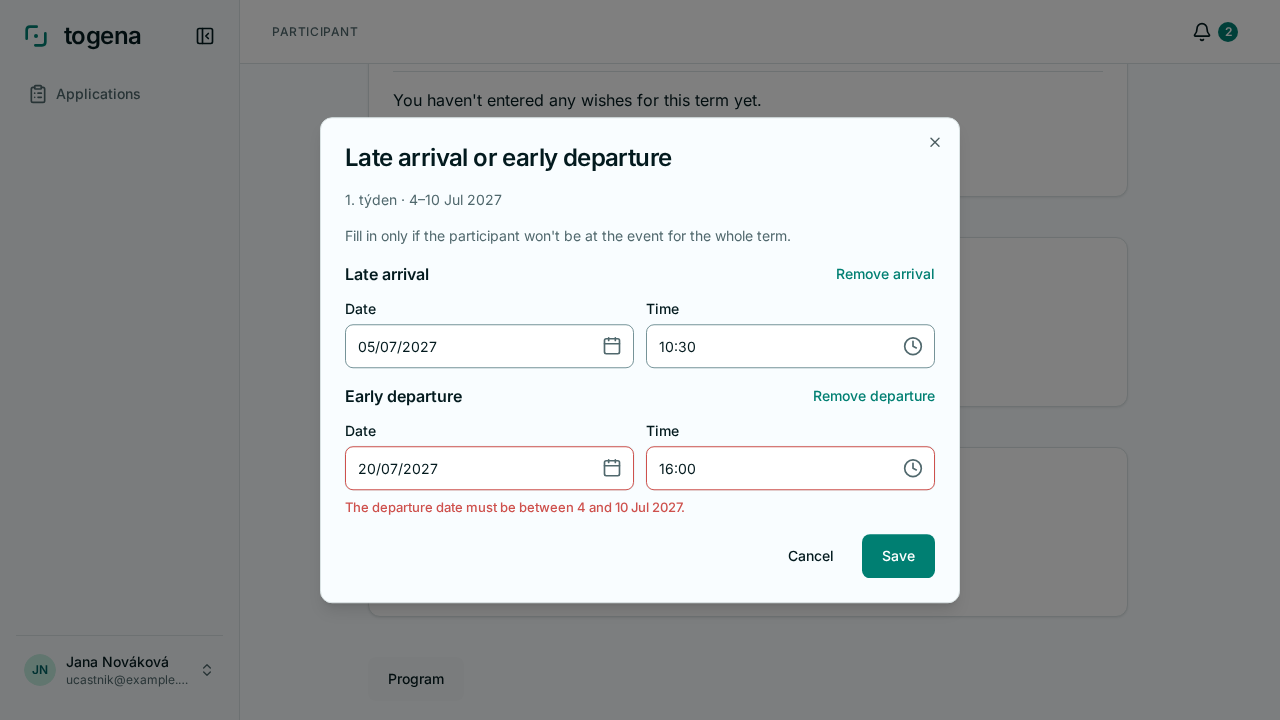 togena
PARTICIPANT
2
Applications
You haven't entered any wishes for this term yet.
Late arrival or early departure
1. týden · 4–10 Jul 2027
Fill in only if the participant won't be at the event for the whole term.
Late arrival
Remove arrival
Date
Time
05/07/2027
10:30
Early departure
Remove departure
Date
Time
20/07/2027
16:00
The departure date must be between 4 and 10 Jul 2027.
Cancel
Save
JN
Jana Nováková
ucastnik@example....
Program